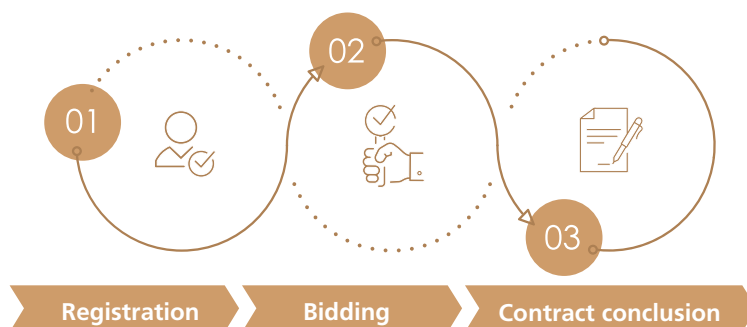 01
02
03
Registration
Bidding
Contract conclusion